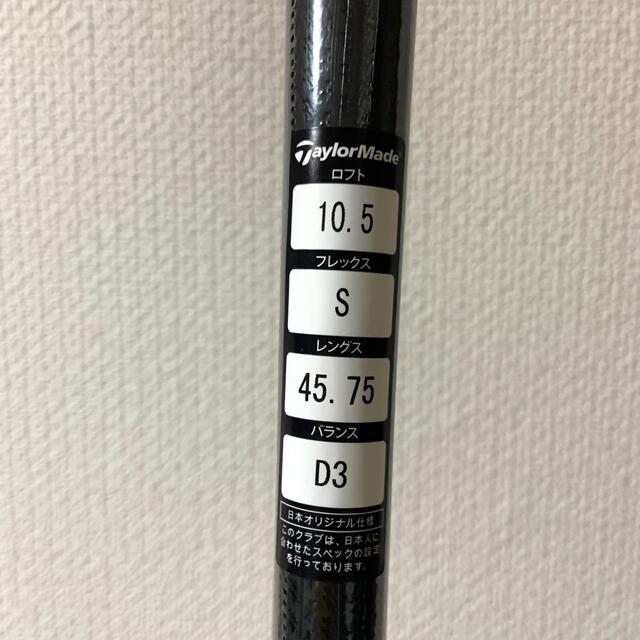 TaylorMade
ロフト
10.5
フレックス
S
レングス
45.75
バランス
D3
日本オリジナル仕様
このクラブは、日本人に
合わせたスペックの設定
を行っております。